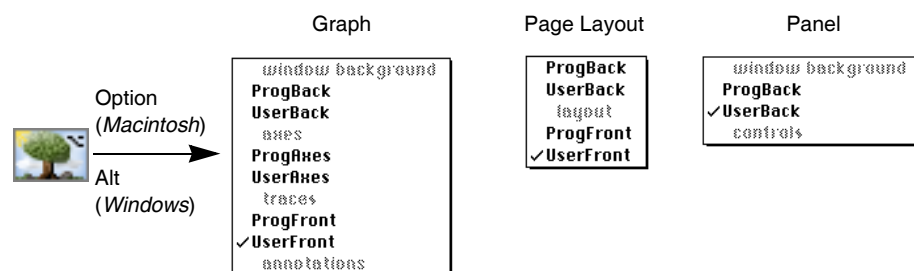 Graph
Page Layout
Panel
Option
(Macintosh)
Alt
(Windows)
window background
ProgBack
UserBack
axes
ProgAxes
UserAxes
traces
ProgFront
✓UserFront
annotations
ProgBack
UserBack
layout
ProgFront
✓UserFront
window background
ProgBack
✓UserBack
controls